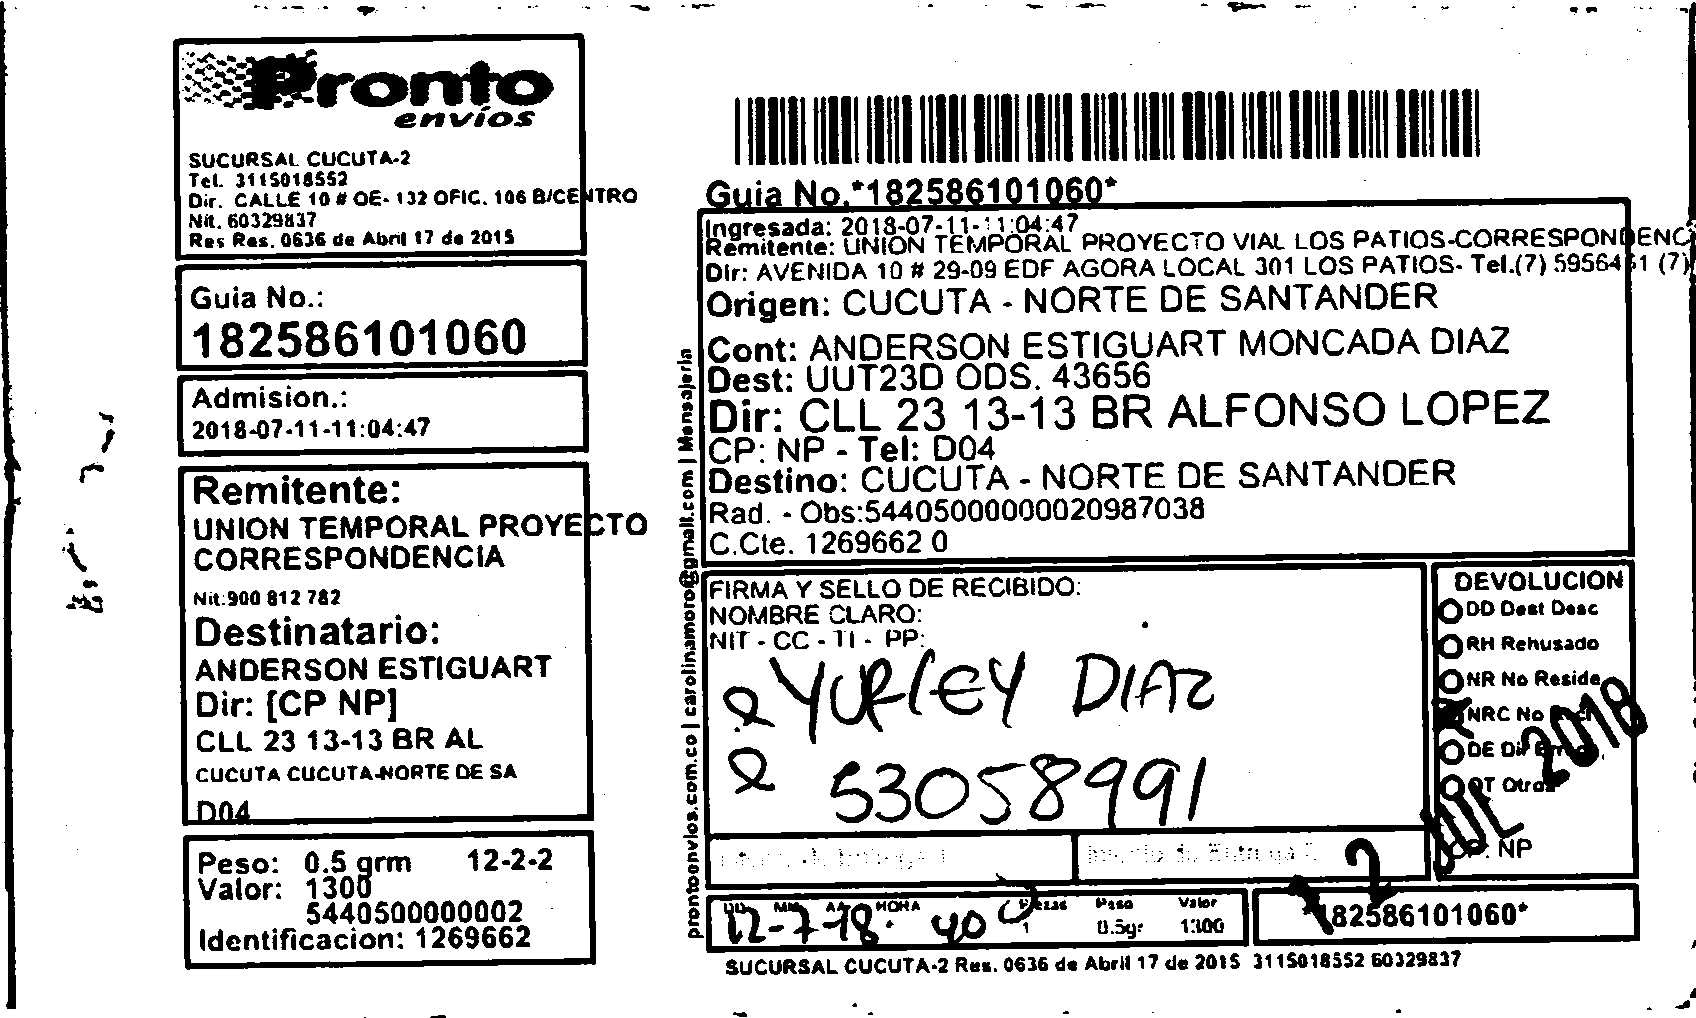 Pronto
envíos
SUCURSAL CUCUTA-2
Tel. 3115018552
Dir. CALLE 10 # OE- 132 OFIC. 106 B/CENTRO
Nit. 60329837
Res Res. 0636 de Abril 17 de 2015
Guia No.:
182586101060
Admision.:
2018-07-11-11:04:47
Remitente:
UNION TEMPORAL PROYECTO
CORRESPONDENCIA
Nit:900 812 782
Destinatario:
ANDERSON ESTIGUART
Dir: [CP NP]
CLL 23 13-13 BR AL
CUCUTA CUCUTA-NORTE DE SA
D04
Peso: 0.5 grm 12-2-2
Valor: 1300
5440500000002
Identificacion: 1269662
prontoenvios.com.co | carolinamoro@gmail.com | Mensajeria
Guia No.*182586101060*
Ingresada: 2018-07-11-11:04:47
Remitente: UNION TEMPORAL PROYECTO VIAL LOS PATIOS-CORRESPONDENCI
Dir: AVENIDA 10 # 29-09 EDF AGORA LOCAL 301 LOS PATIOS- Tel.(7) 5956461 (7)
Origen: CUCUTA - NORTE DE SANTANDER
Cont: ANDERSON ESTIGUART MONCADA DIAZ
Dest: UUT23D ODS. 43656
Dir: CLL 23 13-13 BR ALFONSO LOPEZ
CP: NP - Tel: D04
Destino: CUCUTA - NORTE DE SANTANDER
Rad. - Obs:54405000000020987038
C.Cte. 1269662 0
FIRMA Y SELLO DE RECIBIDO:
NOMBRE CLARO:
NIT - CC - TI - PP:
YURLEY DIAZ
53058991
DEVOLUCION
DD Dest Desc
RH Rehusado
NR No Reside
NRC No
DE Dir
OT Otros
CP: NP
12 JUL 2018
DD MM AA HORA Piezas Peso Valor
12-7-18. 1 0.5gr 1300
*182586101060*
SUCURSAL CUCUTA-2 Res. 0636 de Abril 17 de 2015 3115018552 60329837